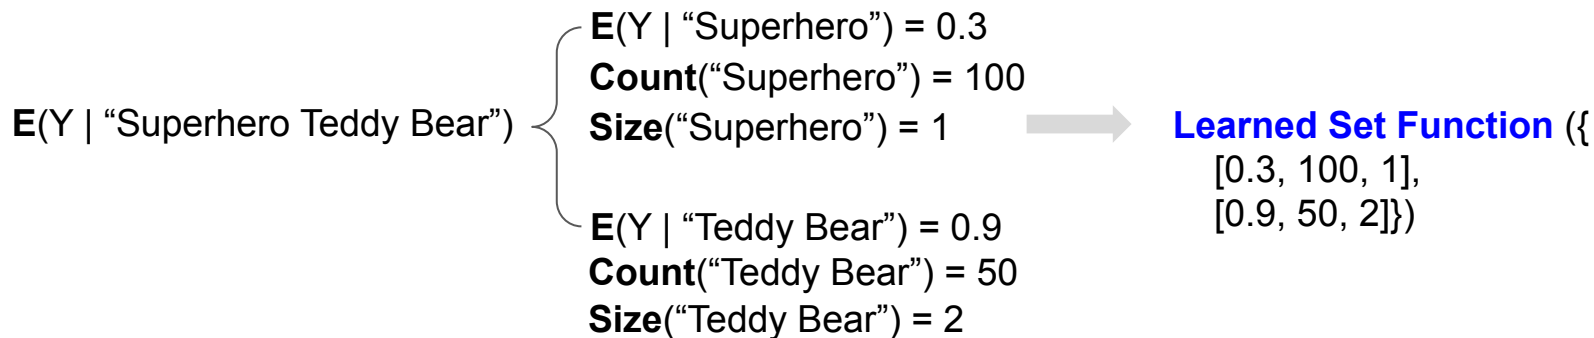 E(Y | “Superhero Teddy Bear”)
E(Y | “Superhero”) = 0.3
Count(“Superhero”) = 100
Size(“Superhero”) = 1
E(Y | “Teddy Bear”) = 0.9
Count(“Teddy Bear”) = 50
Size(“Teddy Bear”) = 2
Learned Set Function ({
[0.3, 100, 1],
[0.9, 50, 2]})